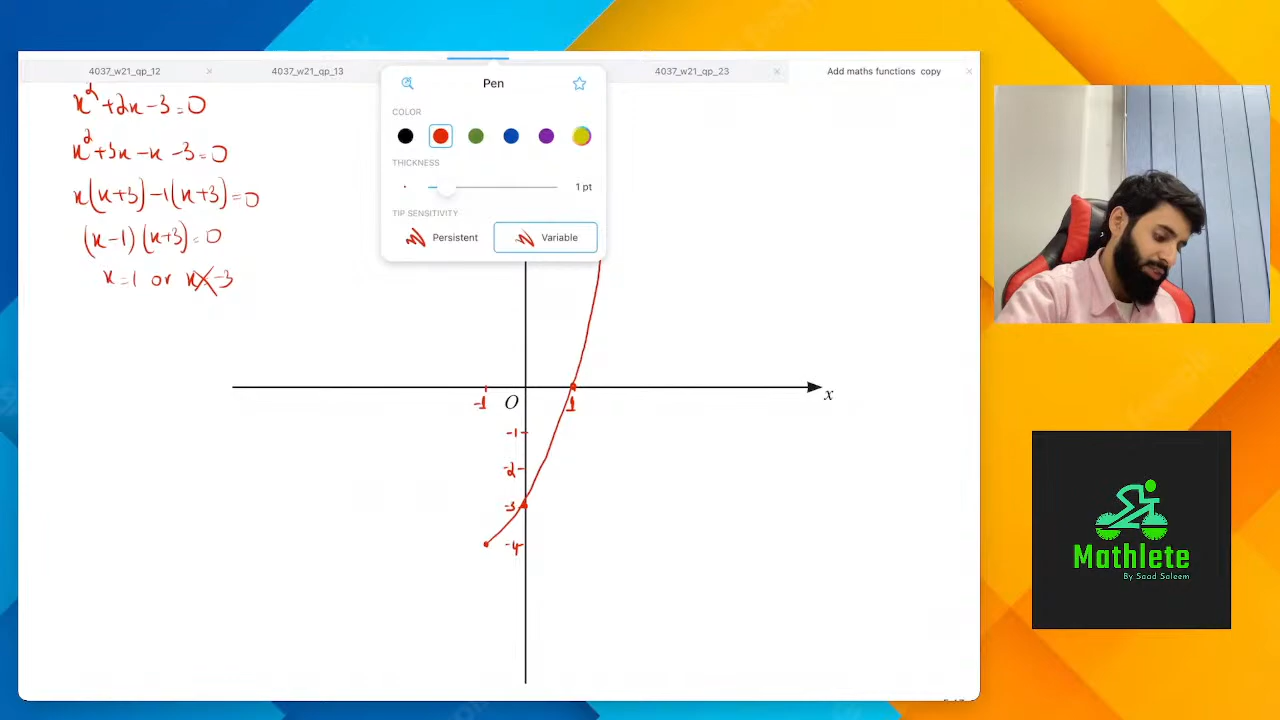 4037_w21_qp_12
4037_w21_qp_13
4037_w21_qp_23
Add maths functions copy
Pen
COLOR
THICKNESS
1 pt
TIP SENSITIVITY
Persistent
Variable
x² + 2x - 3 = 0
x² + 3x - x - 3 = 0
x(x+3) - 1(x+3) = 0
(x-1)(x+3) = 0
x = 1 or x = -3
-1
O
1
x
-1
-2
-3
-4
Mathlete
By Saad Saleem